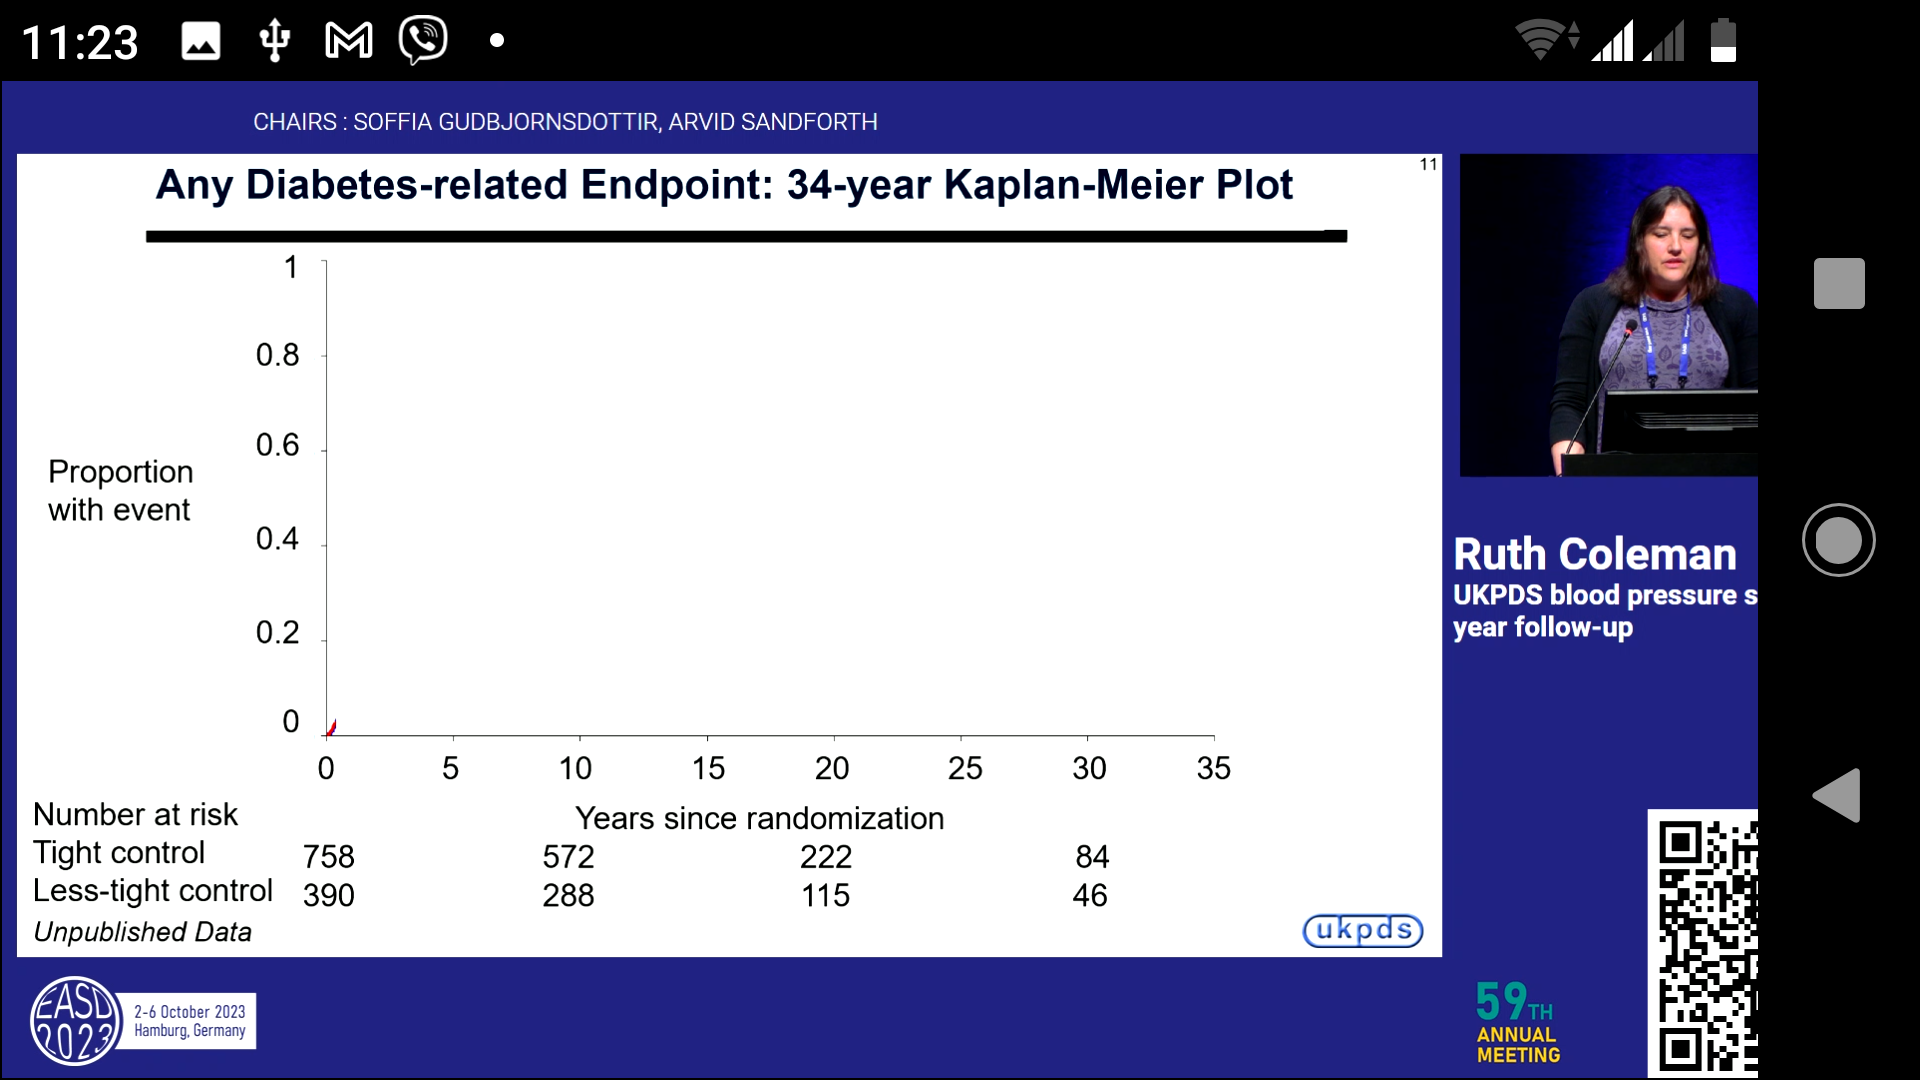 11:23
CHAIRS : SOFFIA GUDBJORNSDOTTIR, ARVID SANDFORTH
11
Any Diabetes-related Endpoint: 34-year Kaplan-Meier Plot
1
0.8
0.6
0.4
0.2
0
Proportion
with event
0 5 10 15 20 25 30 35
Years since randomization
Number at risk
Tight control 758 572 222 84
Less-tight control 390 288 115 46
Unpublished Data
ukpds
Ruth Coleman
UKPDS blood pressure s
year follow-up
EASD
2023
2-6 October 2023
Hamburg, Germany
59TH
ANNUAL
MEETING